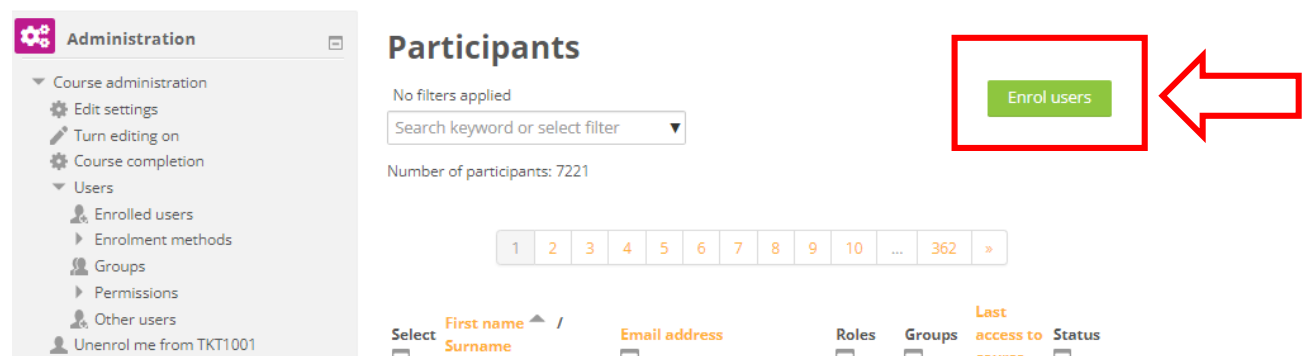 Administration
Course administration
Edit settings
Turn editing on
Course completion
Users
Enrolled users
Enrolment methods
Groups
Permissions
Other users
Unenrol me from TKT1001
Participants
No filters applied
Search keyword or select filter ▼
Enrol users
Number of participants: 7221
1 2 3 4 5 6 7 8 9 10 ... 362 »
Select First name / Surname Email address Roles Groups Last access to course Status